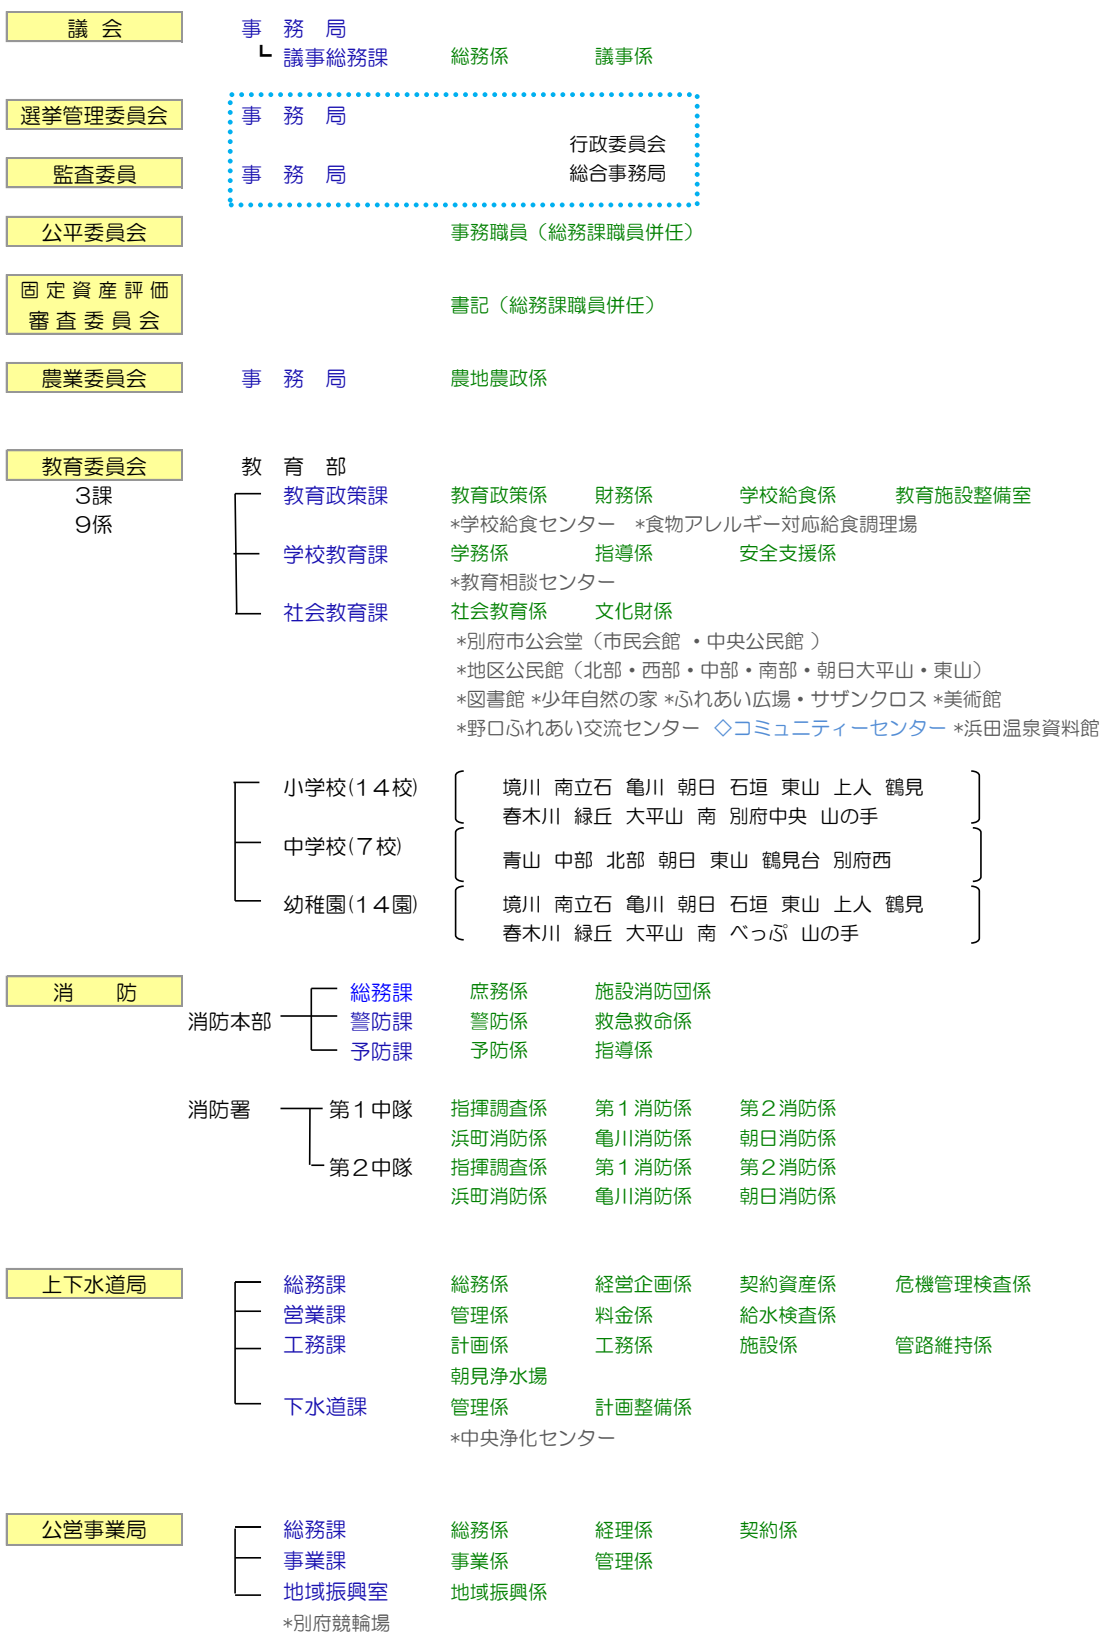 議 会 事 務 局
議事総務課 総務係 議事係
選挙管理委員会 事 務 局
行政委員会
監査委員 事 務 局 総合事務局
公平委員会 事務職員（総務課職員併任）
固 定 資 産 評 価
審 査 委 員 会
書記（総務課職員併任）
農業委員会 事 務 局 農地農政係
教育委員会 教 育 部
3課 教育政策課 教育政策係 財務係 学校給食係 教育施設整備室
9係 *学校給食センター *食物アレルギー対応給食調理場
学校教育課 学務係 指導係 安全支援係
*教育相談センター
社会教育課 社会教育係 文化財係
*別府市公会堂（市民会館 ・中央公民館 ）
*地区公民館（北部・西部・中部・南部・朝日大平山・東山）
*図書館 *少年自然の家 *ふれあい広場・サザンクロス *美術館
*野口ふれあい交流センター ◇コミュニティーセンター *浜田温泉資料館
小学校(１４校) 境川 南立石 亀川 朝日 石垣 東山 上人 鶴見
春木川 緑丘 大平山 南 別府中央 山の手
中学校(７校) 青山 中部 北部 朝日 東山 鶴見台 別府西
幼稚園(１４園) 境川 南立石 亀川 朝日 石垣 東山 上人 鶴見
春木川 緑丘 大平山 南 べっぷ 山の手
消 防 総務課 庶務係 施設消防団係
消防本部 警防課 警防係 救急救命係
予防課 予防係 指導係
消防署 第１中隊 指揮調査係 第１消防係 第２消防係
浜町消防係 亀川消防係 朝日消防係
第２中隊 指揮調査係 第１消防係 第２消防係
浜町消防係 亀川消防係 朝日消防係
上下水道局 総務課 総務係 経営企画係 契約資産係 危機管理検査係
営業課 管理係 料金係 給水検査係
工務課 計画係 工務係 施設係 管路維持係
朝見浄水場
下水道課 管理係 計画整備係
*中央浄化センター
公営事業局 総務課 総務係 経理係 契約係
事業課 事業係 管理係
地域振興室 地域振興係
*別府競輪場